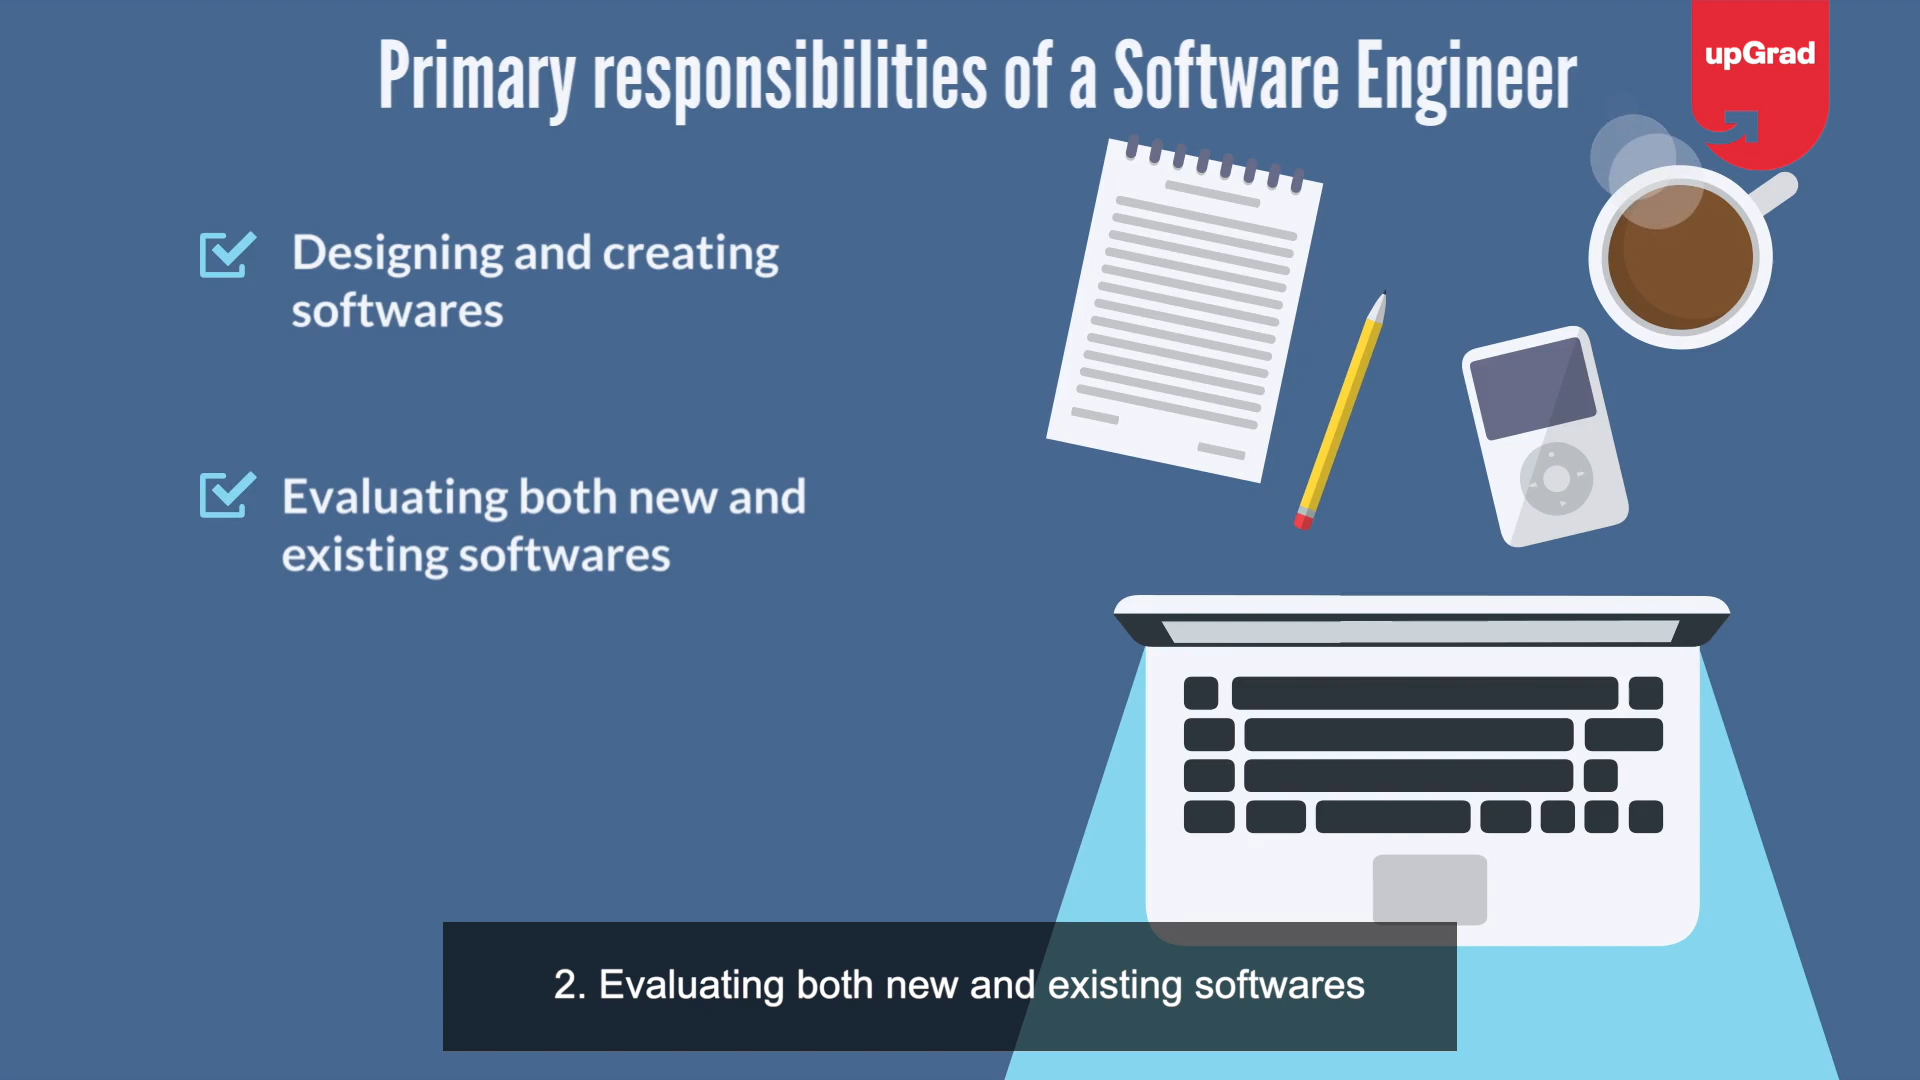 Primary responsibilities of a Software Engineer
upGrad
Designing and creating
softwares
Evaluating both new and
existing softwares
2. Evaluating both new and existing softwares